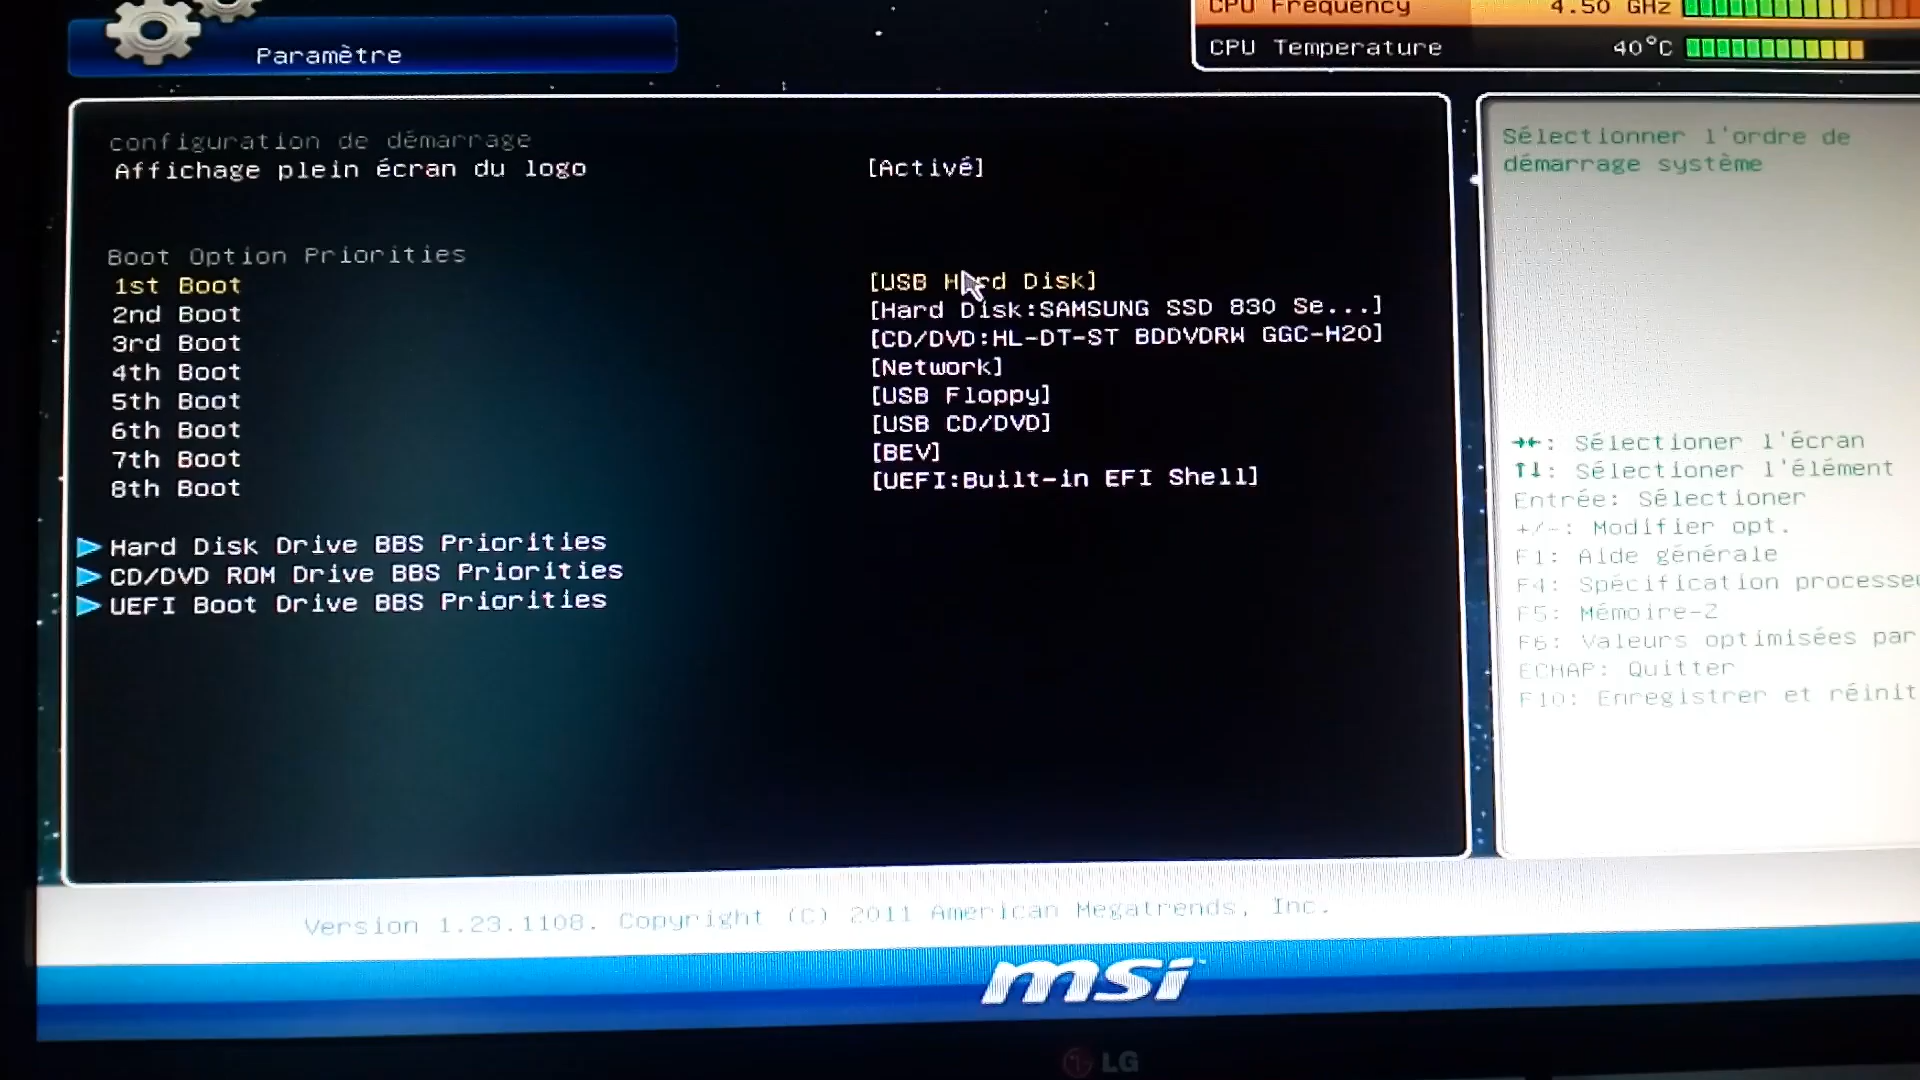 Paramètre
CPU Frequency 4.50 GHz
CPU Temperature 40°C
configuration de démarrage
Affichage plein écran du logo [Activé]
Boot Option Priorities
1st Boot [USB Hard Disk]
2nd Boot [Hard Disk:SAMSUNG SSD 830 Se...]
3rd Boot [CD/DVD:HL-DT-ST BDDVDRW GGC-H20]
4th Boot [Network]
5th Boot [USB Floppy]
6th Boot [USB CD/DVD]
7th Boot [BEV]
8th Boot [UEFI:Built-in EFI Shell]
Hard Disk Drive BBS Priorities
CD/DVD ROM Drive BBS Priorities
UEFI Boot Drive BBS Priorities
Sélectionner l'ordre de
démarrage système
→←: Sélectioner l'écran
↑↓: Sélectioner l'élément
Entrée: Sélectioner
+/-: Modifier opt.
F1: Aide générale
F4: Spécification processe
F5: Mémoire-Z
F6: Valeurs optimisées par
ECHAP: Quitter
F10: Enregistrer et réinit
Version 1.23.1108. Copyright (C) 2011 American Megatrends, Inc.
msi
LG